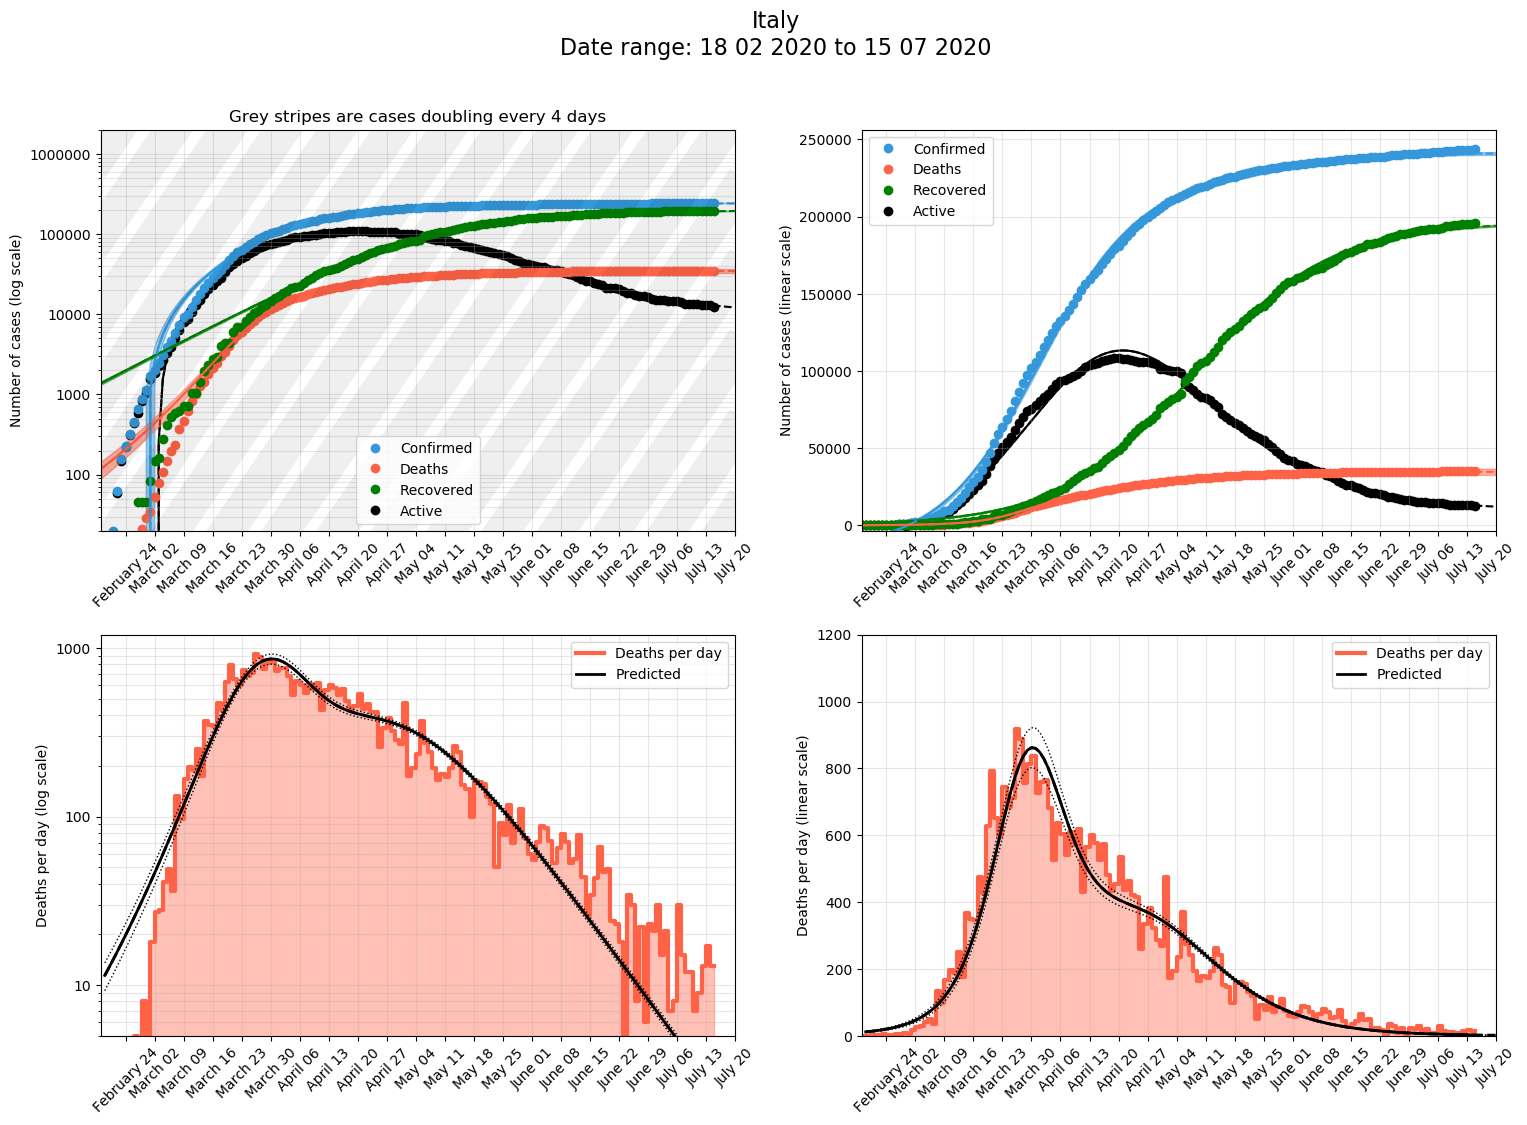 Italy
Date range: 18 02 2020 to 15 07 2020
Grey stripes are cases doubling every 4 days
Number of cases (log scale)
1000000
100000
10000
1000
100
Confirmed
Deaths
Recovered
Active
February 24
March 02
March 09
March 16
March 23
March 30
April 06
April 13
April 20
April 27
May 04
May 11
May 18
May 25
June 01
June 08
June 15
June 22
June 29
July 06
July 13
July 20
Number of cases (linear scale)
250000
200000
150000
100000
50000
0
Confirmed
Deaths
Recovered
Active
February 24
March 02
March 09
March 16
March 23
March 30
April 06
April 13
April 20
April 27
May 04
May 11
May 18
May 25
June 01
June 08
June 15
June 22
June 29
July 06
July 13
July 20
Deaths per day (log scale)
1000
100
10
Deaths per day
Predicted
February 24
March 02
March 09
March 16
March 23
March 30
April 06
April 13
April 20
April 27
May 04
May 11
May 18
May 25
June 01
June 08
June 15
June 22
June 29
July 06
July 13
July 20
Deaths per day (linear scale)
1200
1000
800
600
400
200
0
Deaths per day
Predicted
February 24
March 02
March 09
March 16
March 23
March 30
April 06
April 13
April 20
April 27
May 04
May 11
May 18
May 25
June 01
June 08
June 15
June 22
June 29
July 06
July 13
July 20